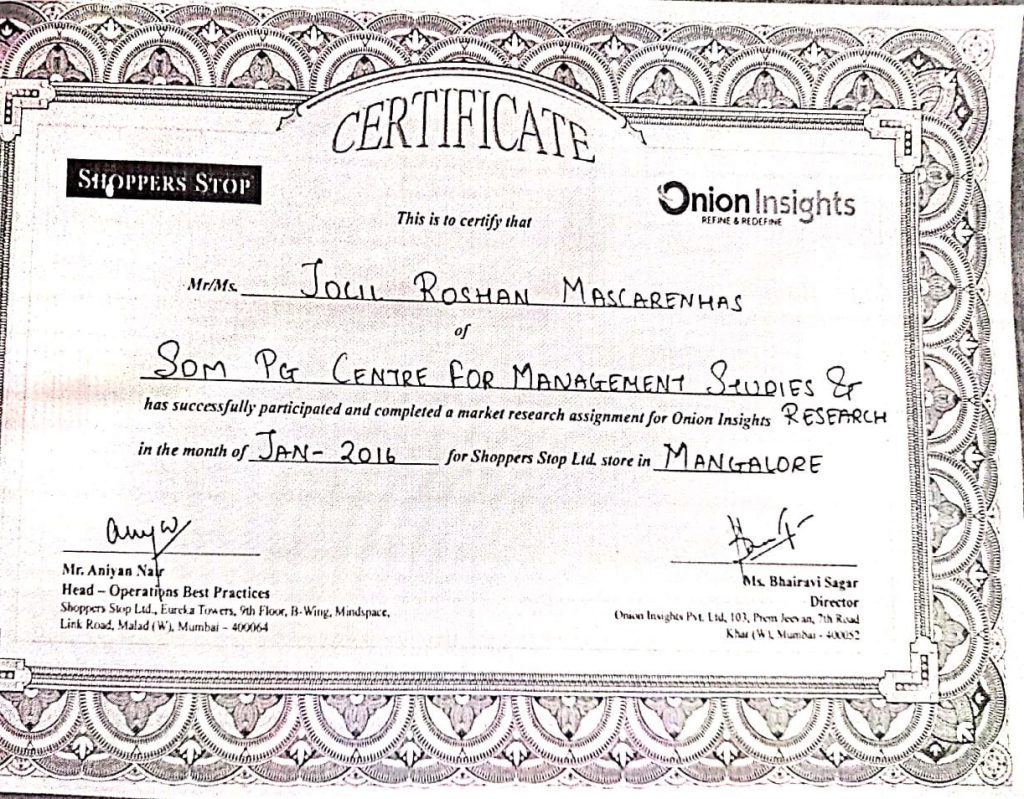 CERTIFICATE
SHOPPERS STOP
Onion Insights
REFINE & REDEFINE
This is to certify that
Mr/Ms. JOCIL ROSHAN MASCARENHAS
of
SDM PG CENTRE FOR MANAGEMENT STUDIES &
has successfully participated and completed a market research assignment for Onion Insights RESEARCH
in the month of JAN-2016 for Shoppers Stop Ltd. store in MANGALORE
Mr. Aniyan Nair
Head – Operations Best Practices
Shoppers Stop Ltd., Eureka Towers, 9th Floor, B-Wing, Mindspace,
Link Road, Malad (W), Mumbai - 400064
Ms. Bhairavi Sagar
Director
Onion Insights Pvt. Ltd, 103, Prem Jeevan, 7th Road
Khar (W), Mumbai - 400052